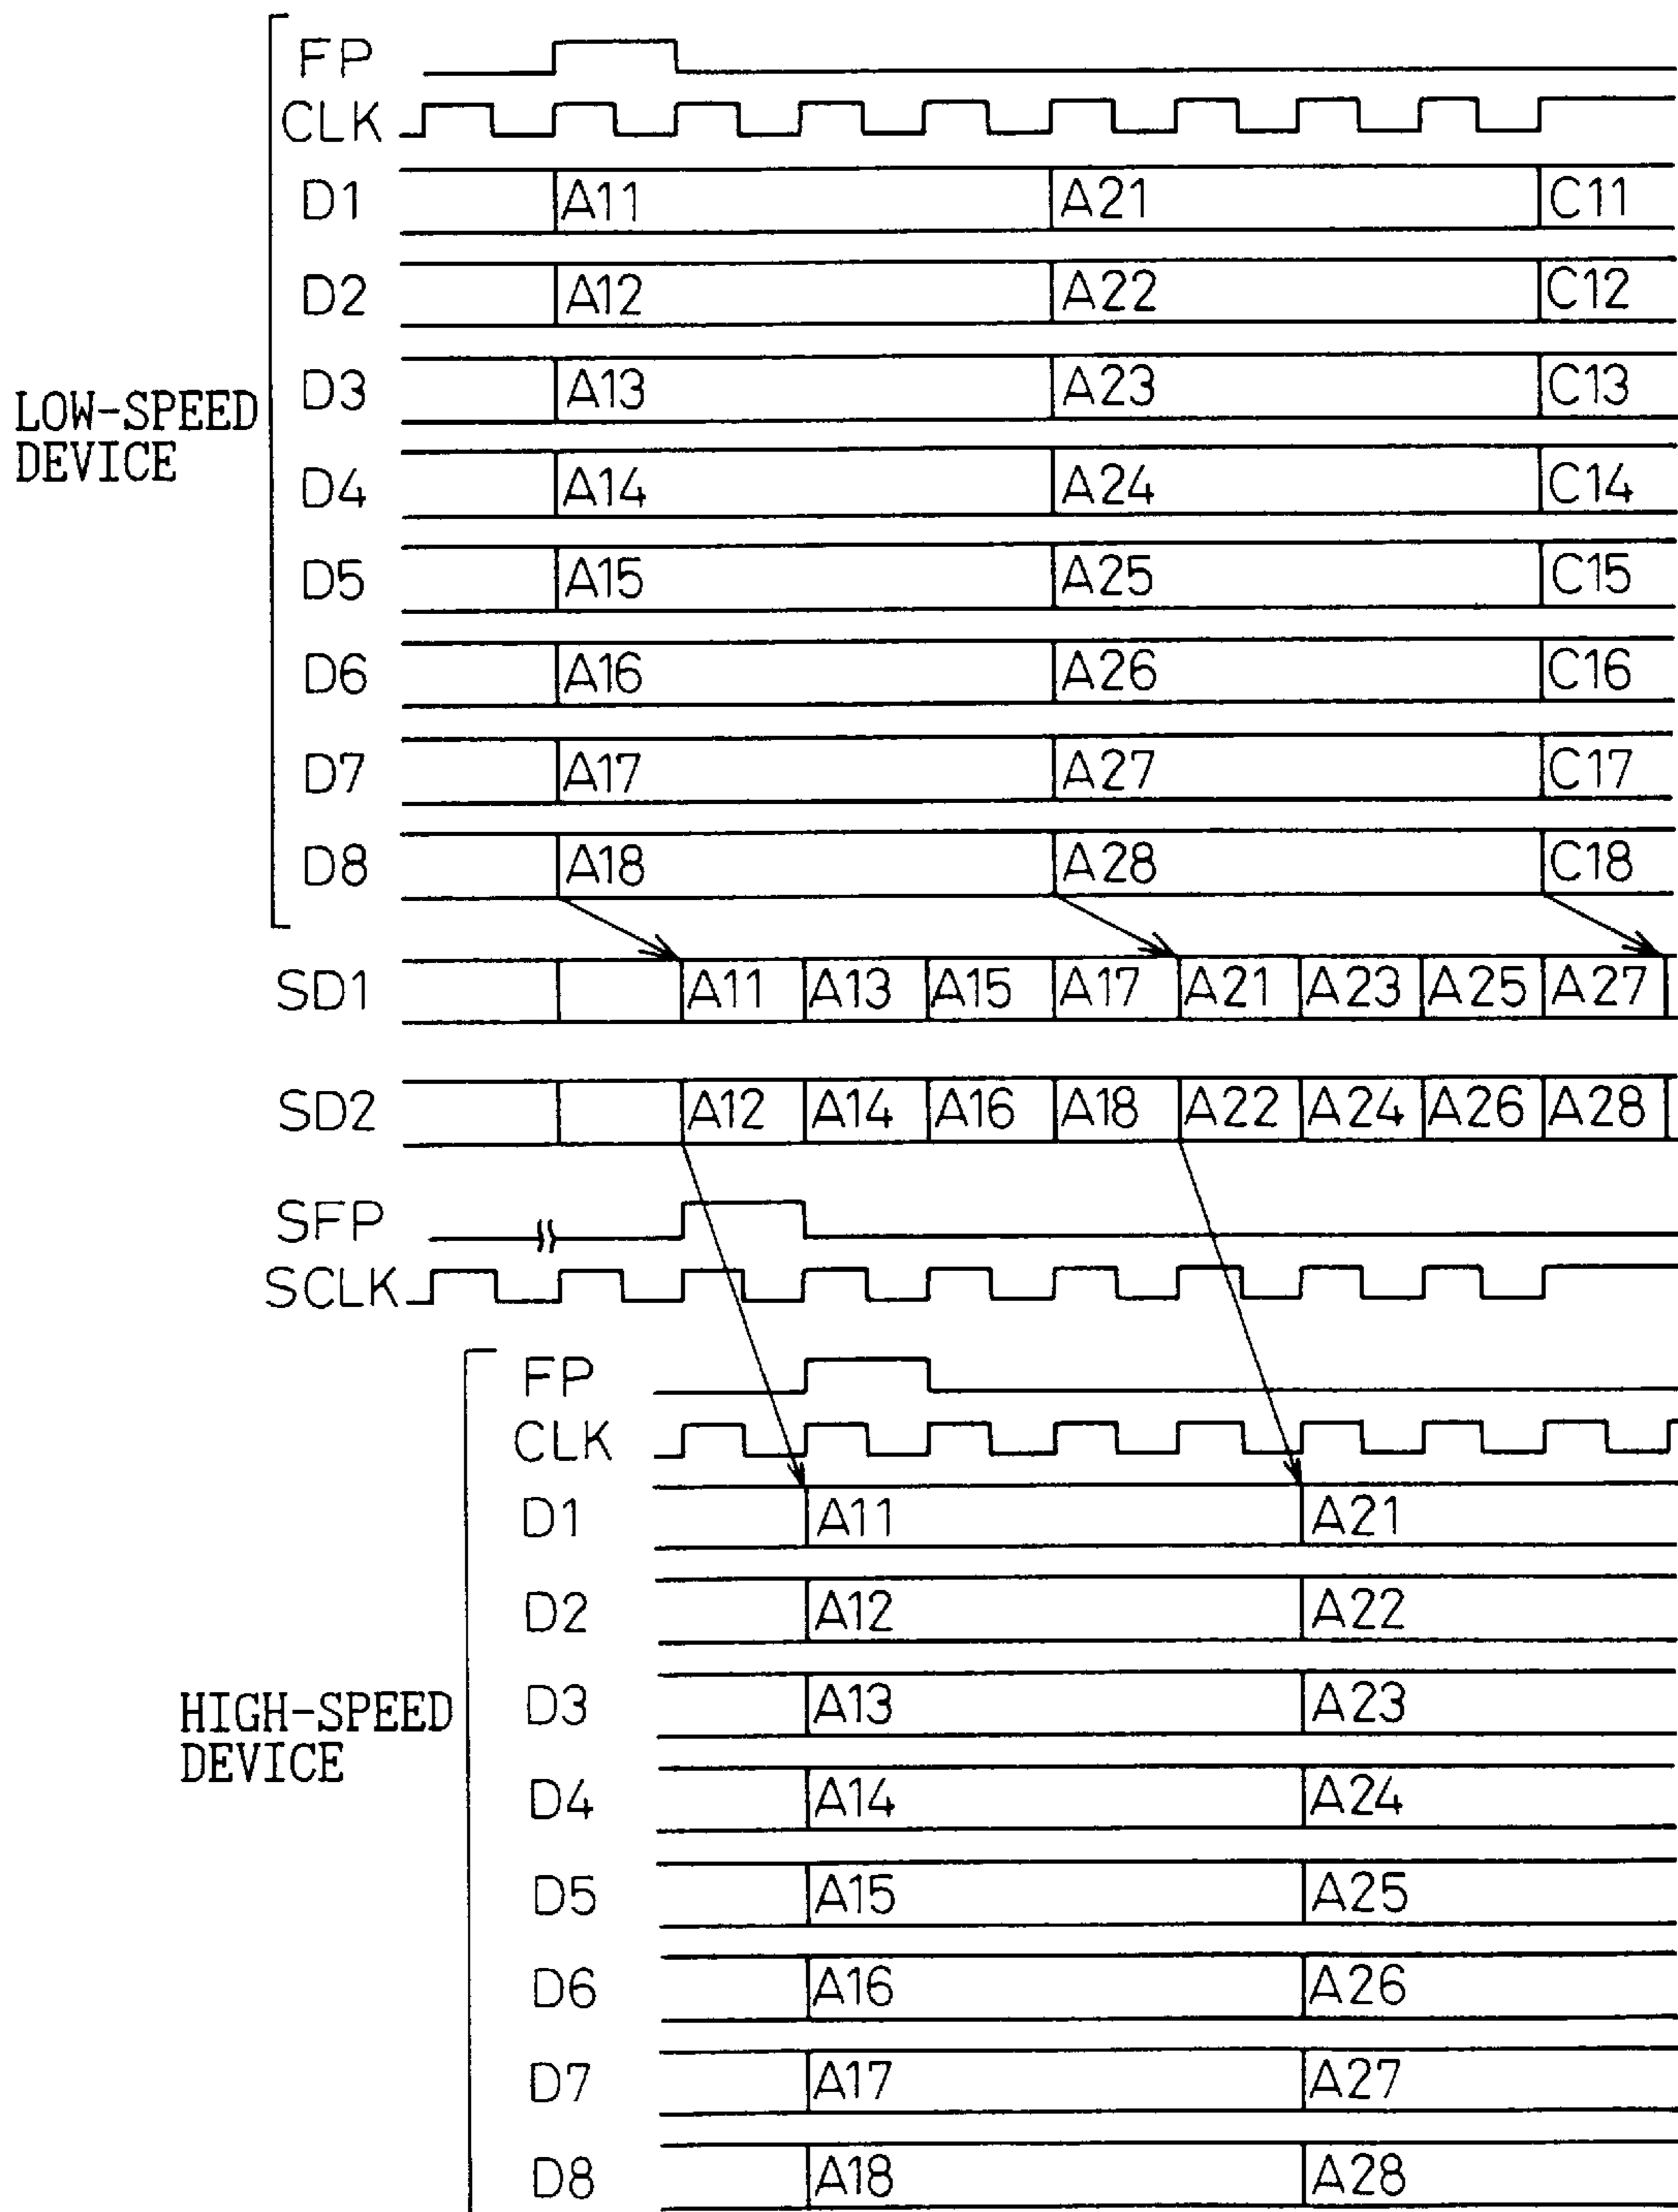 FP
CLK
D1 A11 A21 C11
D2 A12 A22 C12
D3 A13 A23 C13
LOW-SPEED
DEVICE
D4 A14 A24 C14
D5 A15 A25 C15
D6 A16 A26 C16
D7 A17 A27 C17
D8 A18 A28 C18
SD1 A11 A13 A15 A17 A21 A23 A25 A27
SD2 A12 A14 A16 A18 A22 A24 A26 A28
SFP
SCLK
FP
CLK
D1 A11 A21
D2 A12 A22
D3 A13 A23
HIGH-SPEED
DEVICE
D4 A14 A24
D5 A15 A25
D6 A16 A26
D7 A17 A27
D8 A18 A28